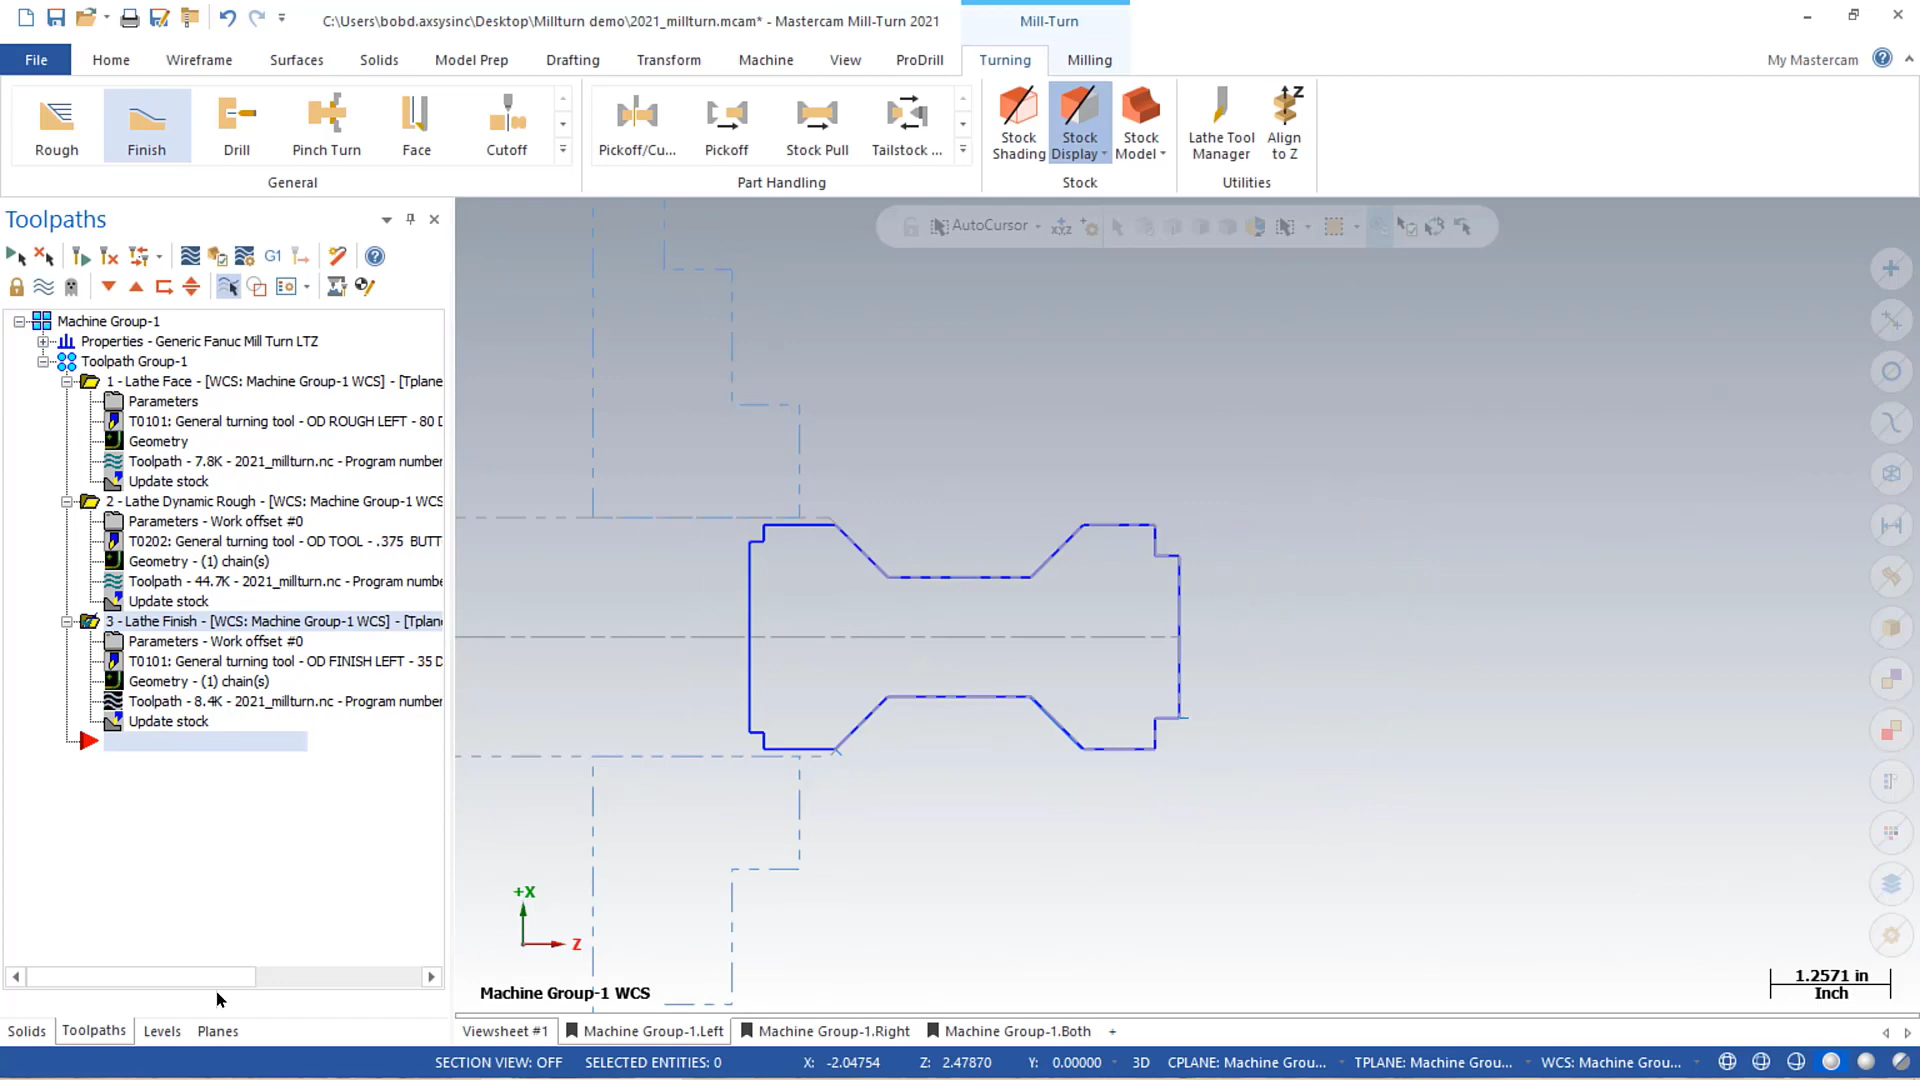 C:\Users\bobd.axsysinc\Desktop\Millturn demo\2021_millturn.mcam* - Mastercam Mill-Turn 2021
Mill-Turn
File Home Wireframe Surfaces Solids Model Prep Drafting Transform Machine View ProDrill Turning Milling My Mastercam
Rough Finish Drill Pinch Turn Face Cutoff Pickoff/Cu... Pickoff Stock Pull Tailstock ...
Stock Shading Stock Display Stock Model Lathe Tool Manager Align to Z
General Part Handling Stock Utilities
Toolpaths
AutoCursor
G1
Machine Group-1
Properties - Generic Fanuc Mill Turn LTZ
Toolpath Group-1
1 - Lathe Face - [WCS: Machine Group-1 WCS] - [Tplane
Parameters
T0101: General turning tool - OD ROUGH LEFT - 80 D
Geometry
Toolpath - 7.8K - 2021_millturn.nc - Program number
Update stock
2 - Lathe Dynamic Rough - [WCS: Machine Group-1 WCS
Parameters - Work offset #0
T0202: General turning tool - OD TOOL - .375 BUTT
Geometry - (1) chain(s)
Toolpath - 44.7K - 2021_millturn.nc - Program numbe
Update stock
3 - Lathe Finish - [WCS: Machine Group-1 WCS] - [Tplan
Parameters - Work offset #0
T0101: General turning tool - OD FINISH LEFT - 35 D
Geometry - (1) chain(s)
Toolpath - 8.4K - 2021_millturn.nc - Program number
Update stock
+X
Z
Machine Group-1 WCS
1.2571 in
Inch
Solids Toolpaths Levels Planes
Viewsheet #1 Machine Group-1.Left Machine Group-1.Right Machine Group-1.Both +
SECTION VIEW: OFF SELECTED ENTITIES: 0 X: -2.04754 Z: 2.47870 Y: 0.00000 3D CPLANE: Machine Grou... TPLANE: Machine Grou... WCS: Machine Grou...